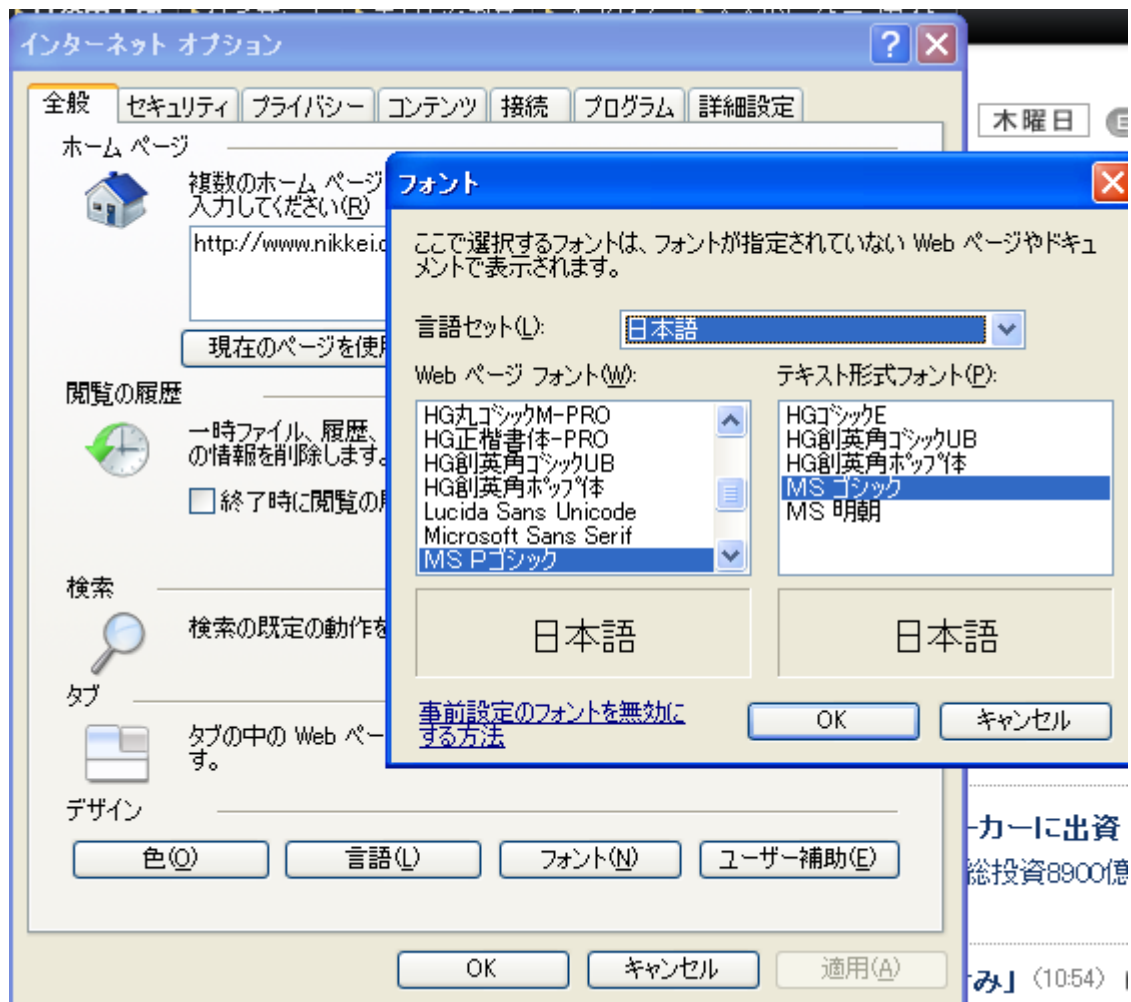 インターネット オプション
全般
セキュリティ
プライバシー
コンテンツ
接続
プログラム
詳細設定
木曜日
ホーム ページ
複数のホーム ページ
入力してください(R)
http://www.nikkei.c
現在のページを使用
閲覧の履歴
一時ファイル、履歴、
の情報を削除します。
終了時に閲覧の
検索
検索の既定の動作を
タブ
タブの中の Web ペー
す。
デザイン
色(O)
言語(L)
フォント(N)
ユーザー補助(E)
OK
キャンセル
適用(A)
フォント
ここで選択するフォントは、フォントが指定されていない Web ページやドキュ
メントで表示されます。
言語セット(L):
日本語
Web ページ フォント(W):
HG丸ゴシックM-PRO
HG正楷書体-PRO
HG創英角ゴシックUB
HG創英角ポップ体
Lucida Sans Unicode
Microsoft Sans Serif
MS Pゴシック
日本語
テキスト形式フォント(P):
HGゴシックE
HG創英角ゴシックUB
HG創英角ポップ体
MS ゴシック
MS 明朝
日本語
事前設定のフォントを無効に
する方法
OK
キャンセル
ーカーに出資
総投資8900億
み」 (10:54)